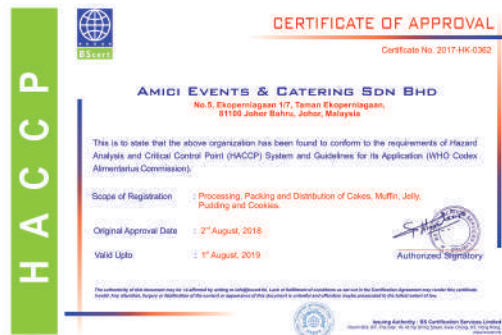 CERTIFICATE OF APPROVAL
BScert
Certificate No. 2017-HK-0362
HACCP
AMICI EVENTS & CATERING SDN BHD
No.5, Ekoperniagaan 1/7, Taman Ekoperniagaan,
81100 Johor Bahru, Johor, Malaysia
This is to state that the above organization has been found to conform to the requirements of Hazard
Analysis and Critical Control Point (HACCP) System and Guidelines for its Application (WHO Codex
Alimentarius Commission).
Scope of Registration : Processing, Packing and Distribution of Cakes, Muffin, Jelly,
Pudding and Cookies.
Original Approval Date : 2nd August, 2018
Valid Upto : 1st August, 2019
Authorized Signatory
Issuing Authority : BS Certification Services Limited